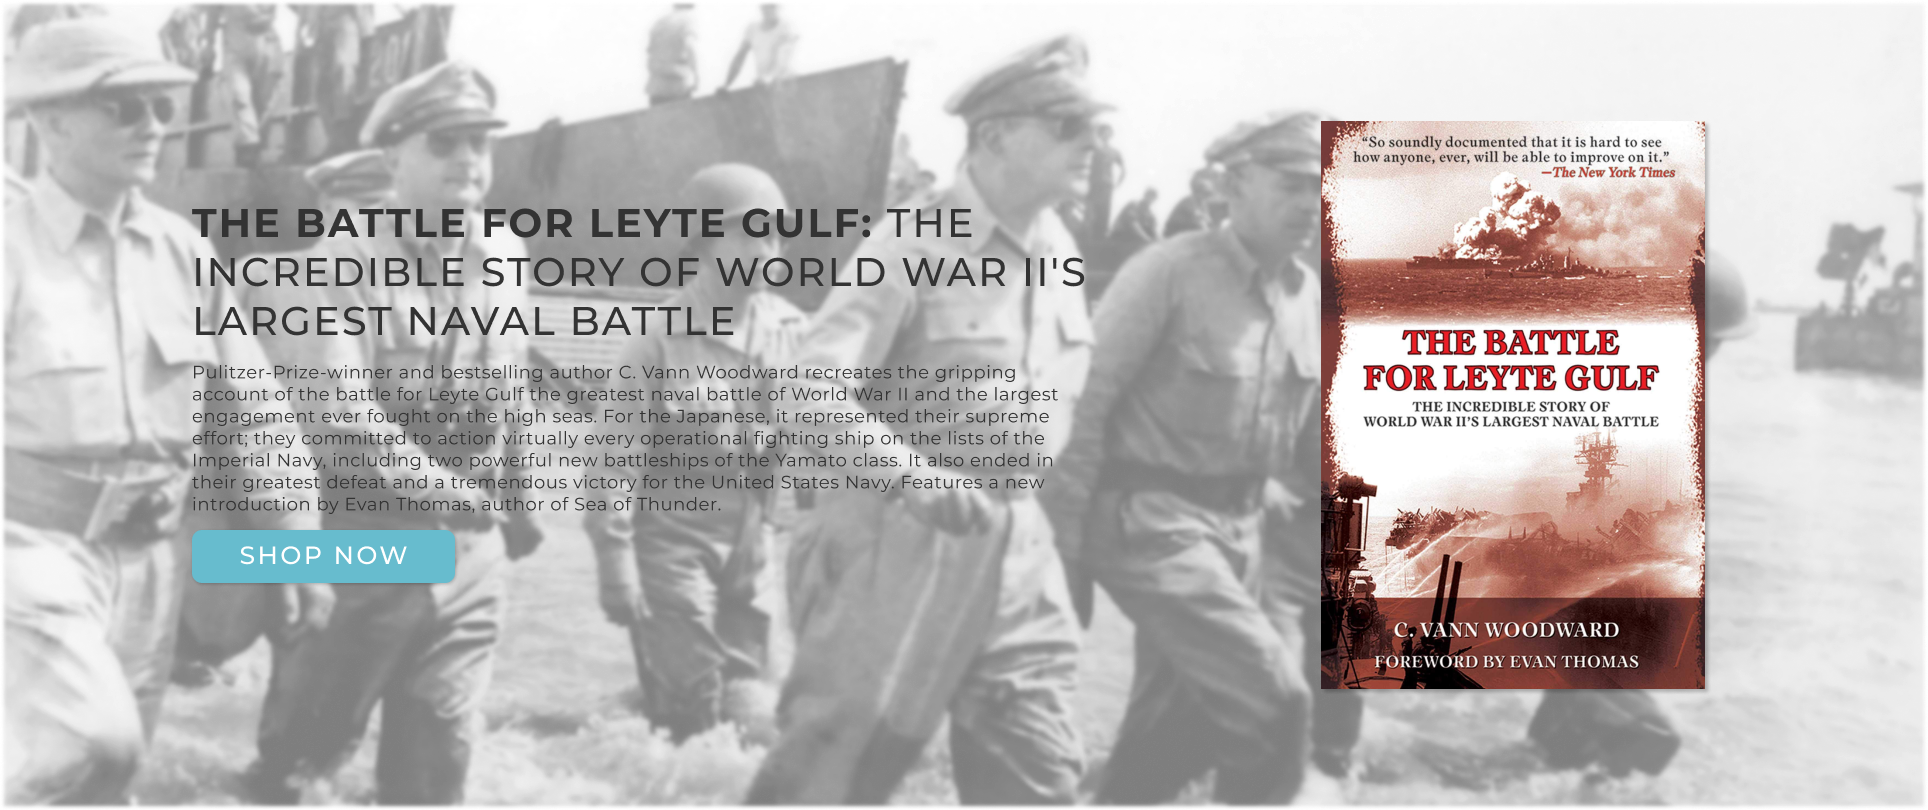 THE BATTLE FOR LEYTE GULF: THE
INCREDIBLE STORY OF WORLD WAR II'S
LARGEST NAVAL BATTLE
Pulitzer-Prize-winner and bestselling author C. Vann Woodward recreates the gripping
account of the battle for Leyte Gulf the greatest naval battle of World War II and the largest
engagement ever fought on the high seas. For the Japanese, it represented their supreme
effort; they committed to action virtually every operational fighting ship on the lists of the
Imperial Navy, including two powerful new battleships of the Yamato class. It also ended in
their greatest defeat and a tremendous victory for the United States Navy. Features a new
introduction by Evan Thomas, author of Sea of Thunder.
SHOP NOW
“So soundly documented that it is hard to see
how anyone, ever, will be able to improve on it.”
—The New York Times
THE BATTLE
FOR LEYTE GULF
THE INCREDIBLE STORY OF
WORLD WAR II’S LARGEST NAVAL BATTLE
C. VANN WOODWARD
FOREWORD BY EVAN THOMAS